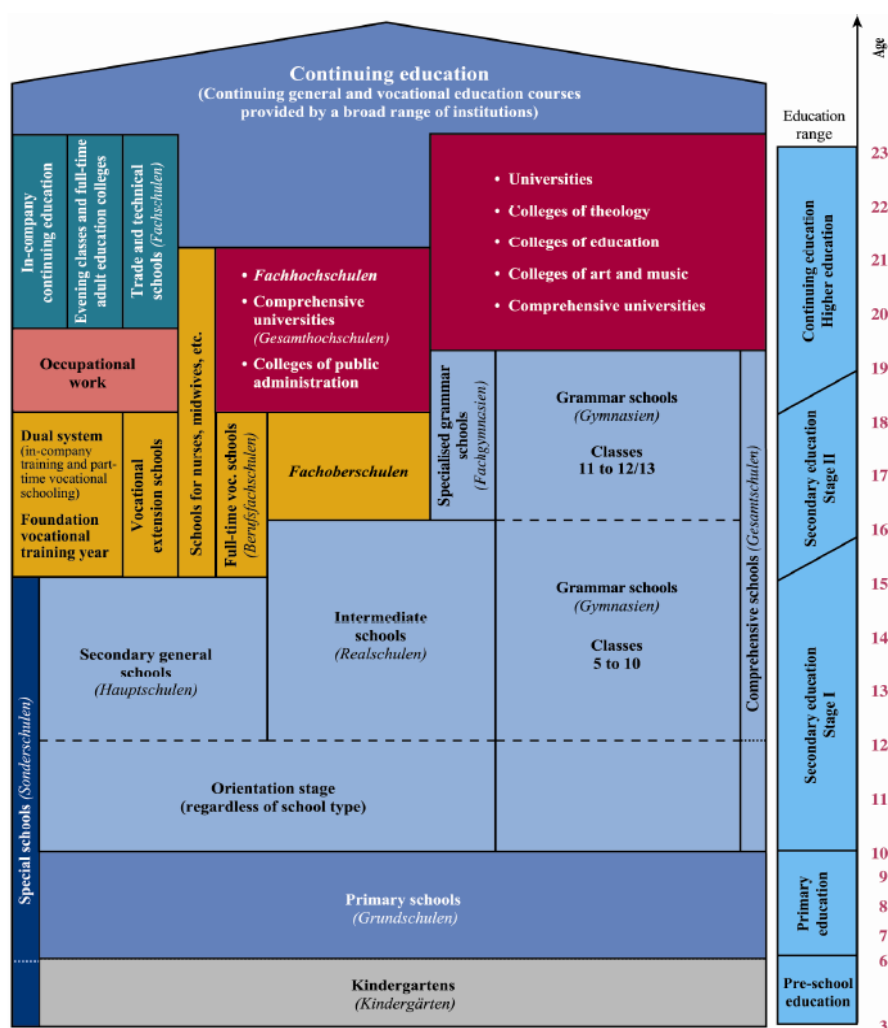 Continuing education
(Continuing general and vocational education courses
provided by a broad range of institutions)
In-company
continuing education
Evening classes and full-time
adult education colleges
Trade and technical
schools (Fachschulen)
Occupational
work
Dual system
(in-company
training and part-
time vocational
schooling)
Foundation
vocational
training year
Vocational
extension schools
Schools for nurses, midwives, etc.
• Fachhochschulen
• Comprehensive
universities
(Gesamthochschulen)
• Colleges of public
administration
Full-time voc. schools
(Berufsfachschulen)
Fachoberschulen
• Universities
• Colleges of theology
• Colleges of education
• Colleges of art and music
• Comprehensive universities
Specialised grammar
schools
(Fachgymnasien)
Grammar schools
(Gymnasien)
Classes
11 to 12/13
Comprehensive schools (Gesamtschulen)
Secondary general
schools
(Hauptschulen)
Intermediate
schools
(Realschulen)
Grammar schools
(Gymnasien)
Classes
5 to 10
Orientation stage
(regardless of school type)
Special schools (Sonderschulen)
Primary schools
(Grundschulen)
Kindergartens
(Kindergärten)
Education
range
Continuing education
Higher education
Secondary education
Stage II
Secondary education
Stage I
Primary
education
Pre-school
education
Age
23
22
21
20
19
18
17
16
15
14
13
12
11
10
9
8
7
6
3